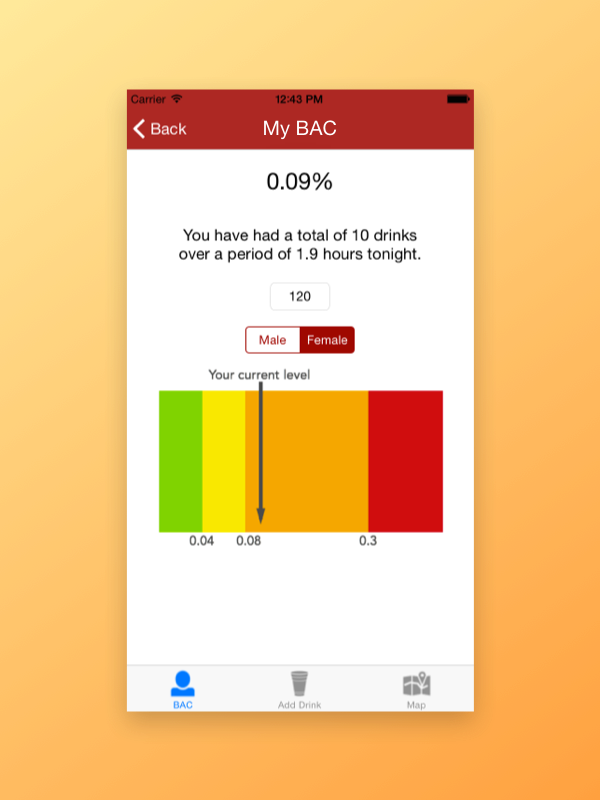 Carrier 12:43 PM
Back My BAC
0.09%
You have had a total of 10 drinks
over a period of 1.9 hours tonight.
120
Male Female
Your current level
0.04 0.08 0.3
BAC Add Drink Map